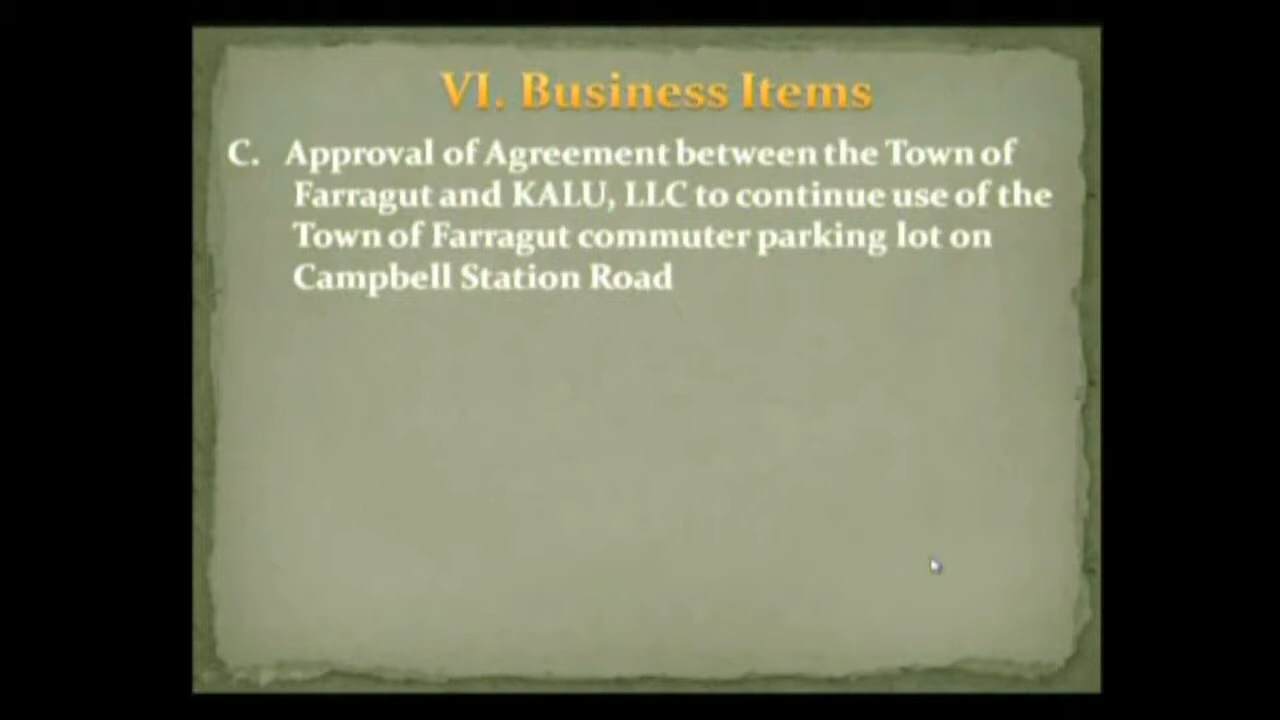 VI. Business Items
C. Approval of Agreement between the Town of
Farragut and KALU, LLC to continue use of the
Town of Farragut commuter parking lot on
Campbell Station Road